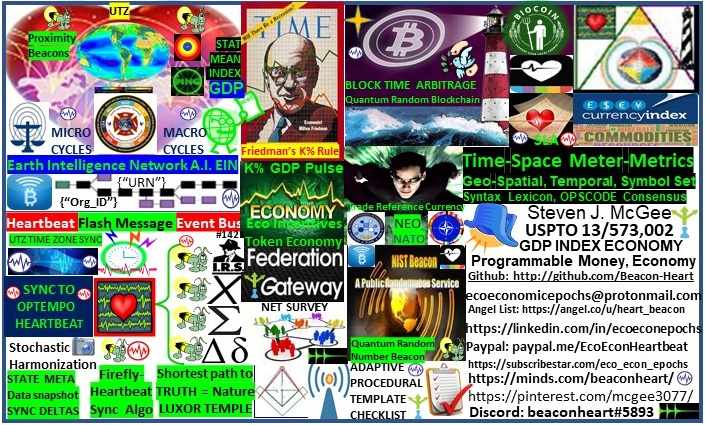 UTZ
Proximity
Beacons
STAT
MEAN
INDEX
GDP
MICRO
CYCLES
MACRO
CYCLES
Earth Intelligence Network A.I. EIN
{“URN”}
{“Org_ID”}
Heartbeat Flash Message Event Bus
UTZ TIME ZONE SYNC
#142
I.R.S.
SYNC TO
OPTEMPO
HEARTBEAT
X
Σ
Δ δ
Stochastic
Harmonization
STATE META
Data snapshot
SYNC DELTAS
Firefly-
Heartbeat
Sync Algo
Shortest path to
TRUTH = Nature
LUXOR TEMPLE
TIME
Economist
Milton Friedman
Friedman's K% Rule
K% GDP Pulse
ECONOMY
Eco Incentives
Token Economy
Federation
Gateway
NET SURVEY
BLOCK TIME ARBITRAGE
Quantum Random Blockchain
BIOCOIN
SLA
£ $ € ¥
currencyindex
COMMODITIES
Trade Reference Currency
NEO
NATO
NIST Beacon
A Public Randomness Service
Quantum Random
Number Beacon
ADAPTIVE
PROCEDURAL
TEMPLATE
CHECKLIST
Time-Space Meter-Metrics
Geo-Spatial, Temporal, Symbol Set
Syntax Lexicon, OPSCODE Consensus
Steven J. McGee
USPTO 13/573,002
GDP INDEX ECONOMY
Programmable Money, Economy
Github: http://github.com/Beacon-Heart
ecoeconomicepochs@protonmail.com
Angel List: https://angel.co/u/heart_beacon
https://linkedin.com/in/ecoeconepochs
Paypal: paypal.me/EcoEconHeartbeat
https://subscribestar.com/eco_econ_epochs
https://minds.com/beaconheart/
https://pinterest.com/mcgee3077/
Discord: beaconheart#5893